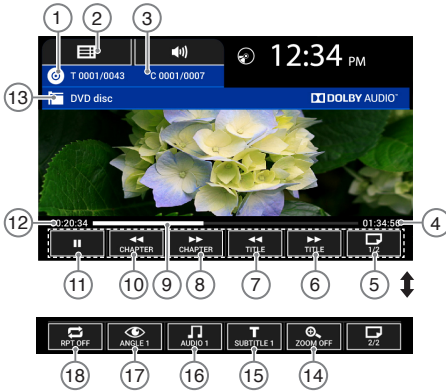 1 2 3
12:34 PM
T 0001/0043 C 0001/0007
13 DVD disc DOLBY AUDIO™
12 0:20:34 01:34:56 4
CHAPTER CHAPTER TITLE TITLE 1/2
11 10 9 8 7 6 5
RPT OFF ANGLE 1 AUDIO 1 SUBTITLE 1 ZOOM OFF 2/2
18 17 16 15 14